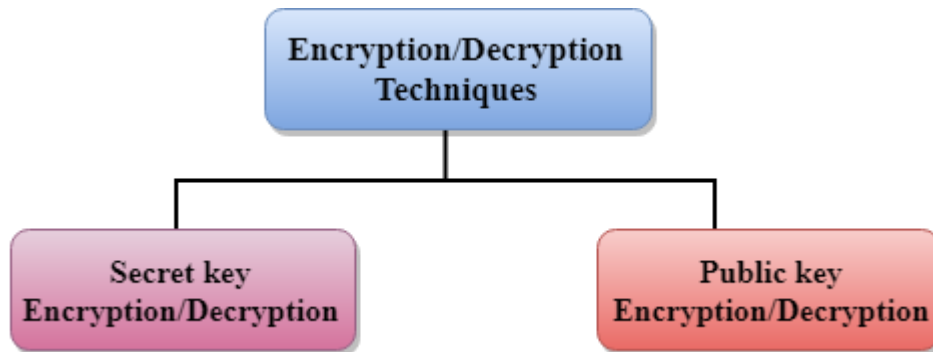 Encryption/Decryption
Techniques
Secret key
Encryption/Decryption
Public key
Encryption/Decryption